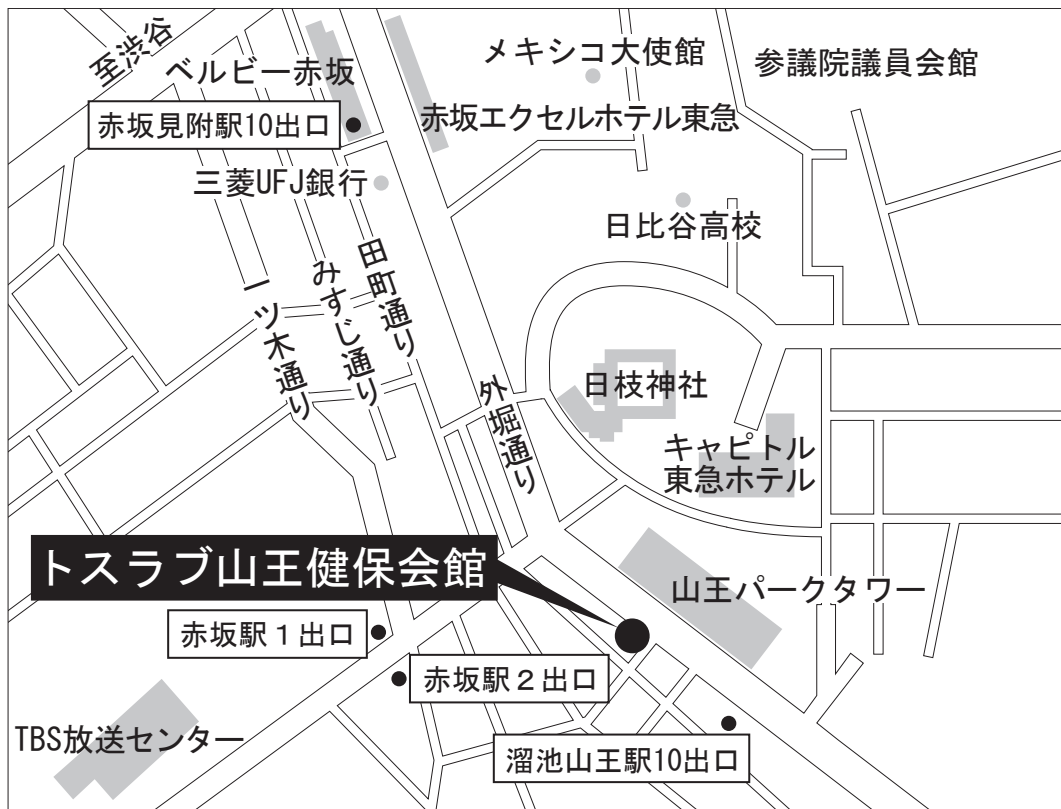 至渋谷
ベルビー赤坂
メキシコ大使館
参議院議員会館
赤坂見附駅10出口
赤坂エクセルホテル東急
三菱UFJ銀行
日比谷高校
田町通り
みすじ通り
一ツ木通り
外堀通り
日枝神社
キャピトル
東急ホテル
トスラブ山王健保会館
山王パークタワー
赤坂駅1出口
赤坂駅2出口
TBS放送センター
溜池山王駅10出口